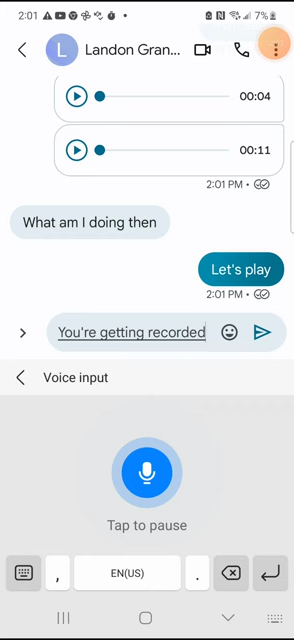 2:01
7%
L
Landon Gran...
00:04
00:11
2:01 PM
What am I doing then
Let's play
2:01 PM
You're getting recorded
Voice input
Tap to pause
, EN(US) .